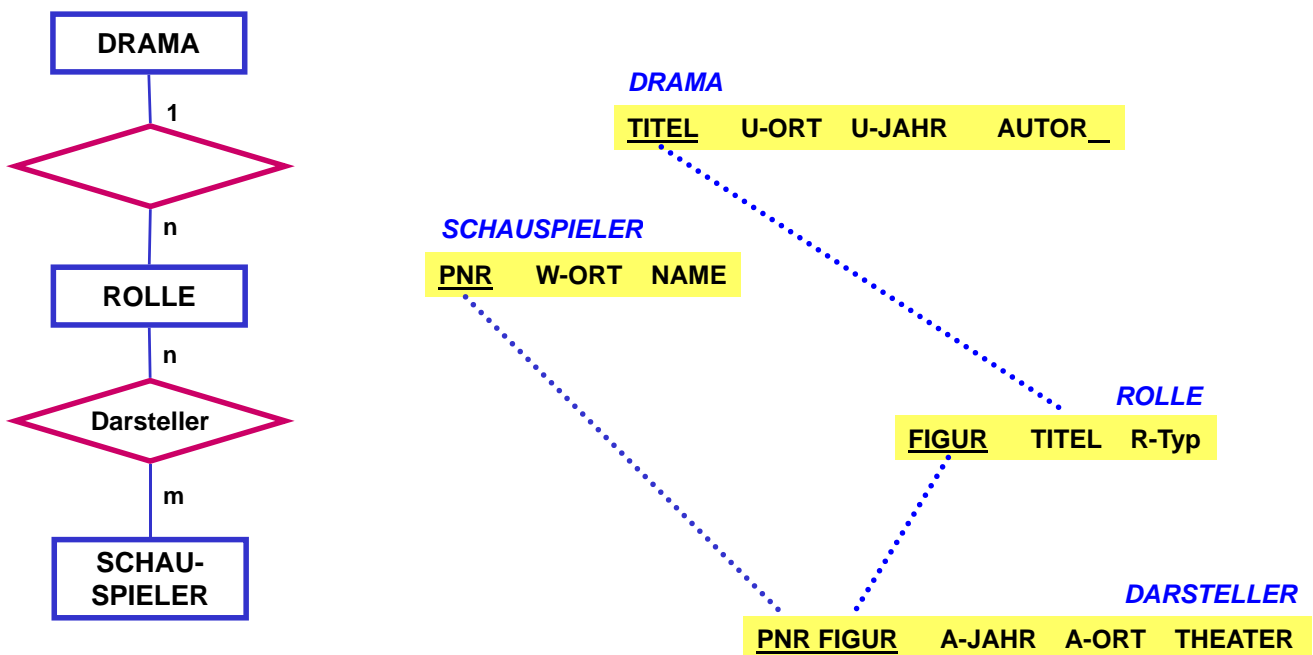 DRAMA
1
n
ROLLE
n
Darsteller
m
SCHAU-
SPIELER
DRAMA
TITEL U-ORT U-JAHR AUTOR__
SCHAUSPIELER
PNR W-ORT NAME
ROLLE
FIGUR TITEL R-Typ
DARSTELLER
PNR FIGUR A-JAHR A-ORT THEATER